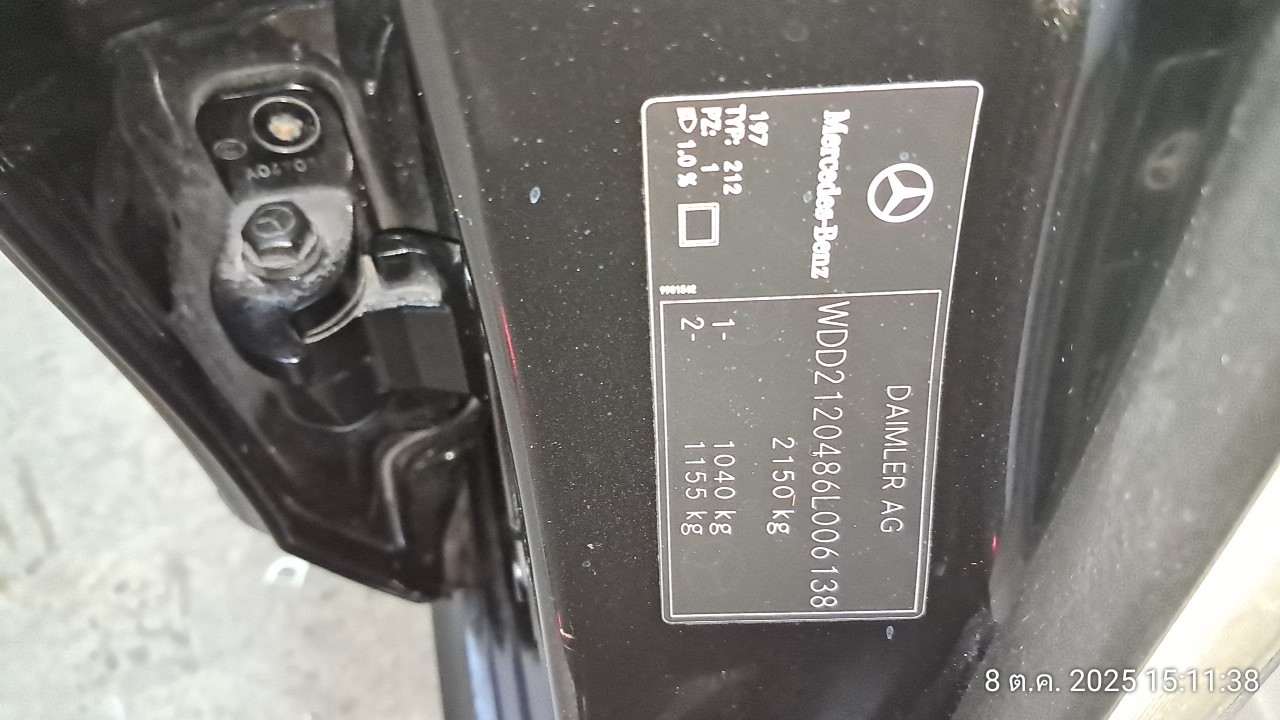 Mercedes-Benz
197
TYP: 212
PZ: 1
1.0 %
9901542
DAIMLER AG
WDD2120486L006138
2150 kg
1- 1040 kg
2- 1155 kg
8 ต.ค. 2025 15:11:38